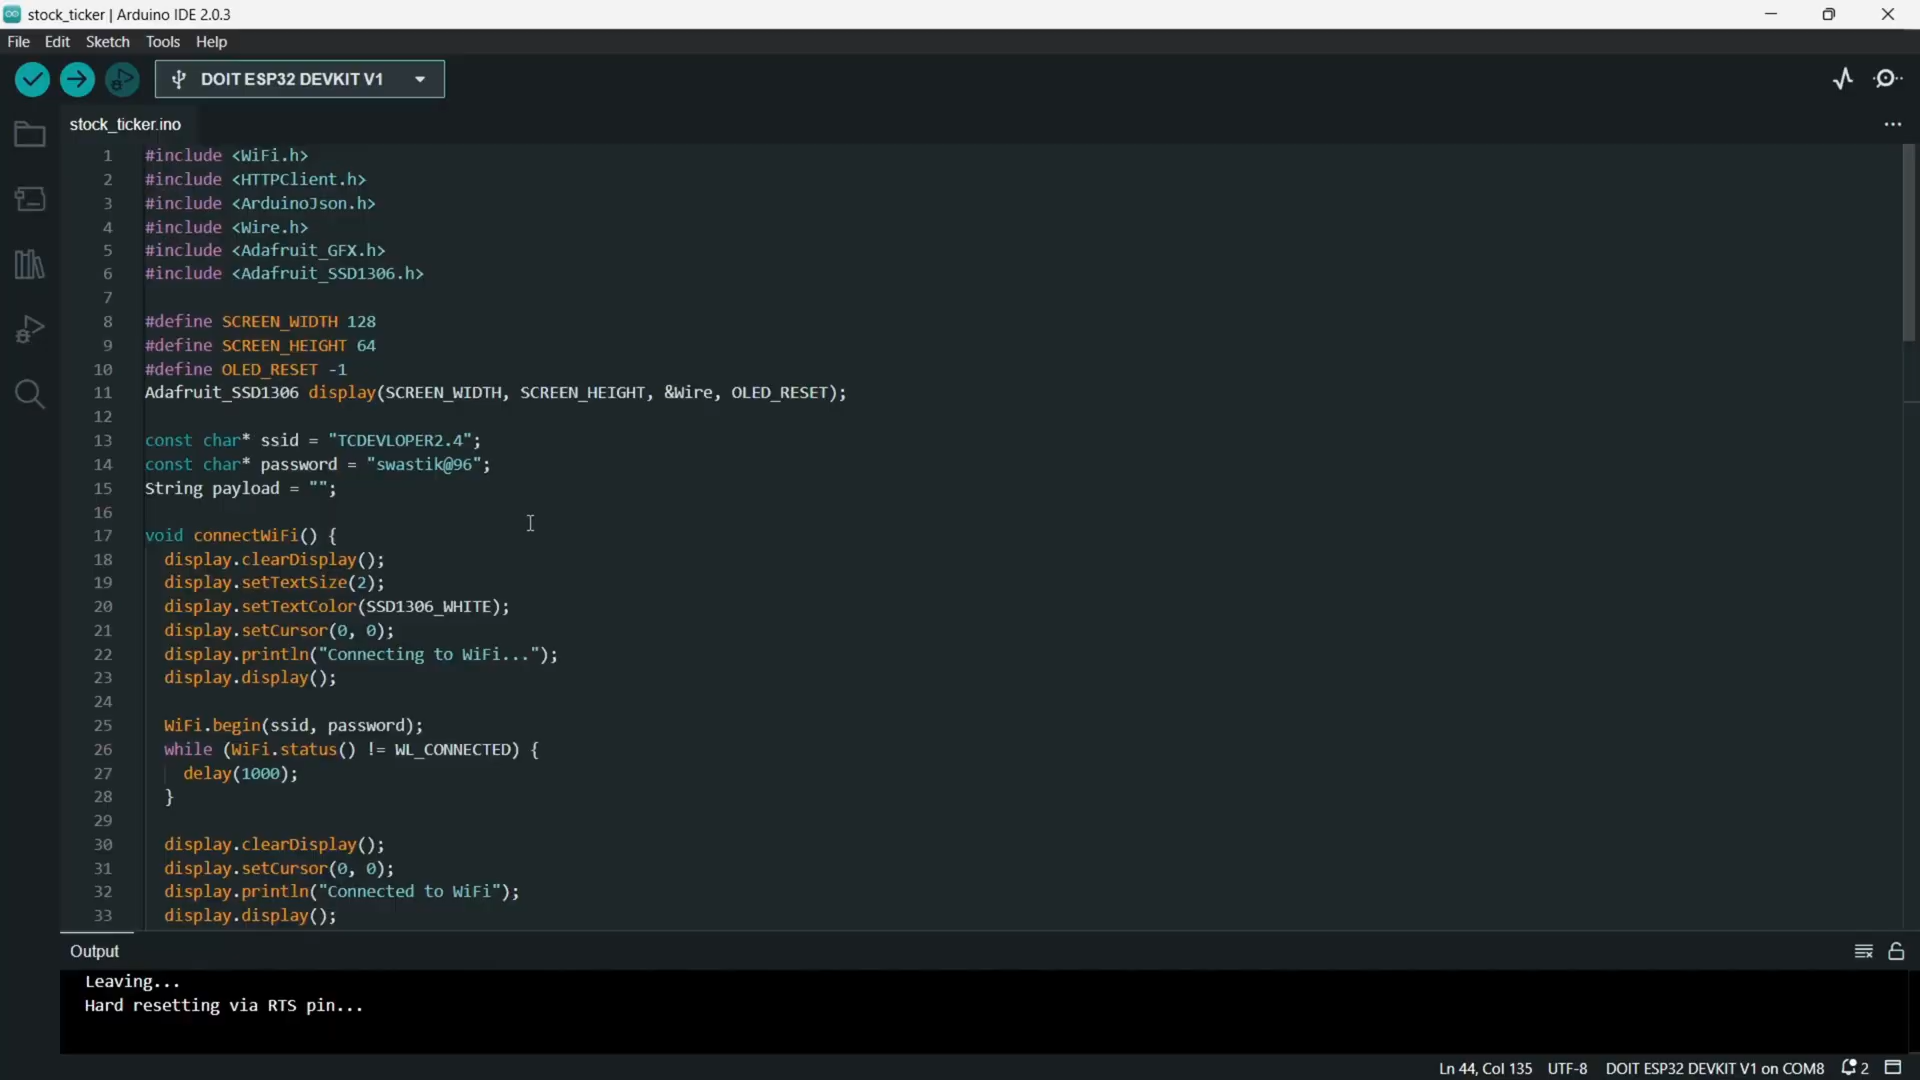 stock_ticker | Arduino IDE 2.0.3
File Edit Sketch Tools Help
DOIT ESP32 DEVKIT V1
stock_ticker.ino
1 #include <WiFi.h>
2 #include <HTTPClient.h>
3 #include <ArduinoJson.h>
4 #include <Wire.h>
5 #include <Adafruit_GFX.h>
6 #include <Adafruit_SSD1306.h>
7
8 #define SCREEN_WIDTH 128
9 #define SCREEN_HEIGHT 64
10 #define OLED_RESET -1
11 Adafruit_SSD1306 display(SCREEN_WIDTH, SCREEN_HEIGHT, &Wire, OLED_RESET);
12
13 const char* ssid = "TCDEVLOPER2.4";
14 const char* password = "swastik@96";
15 String payload = "";
16
17 void connectWiFi() {
18 display.clearDisplay();
19 display.setTextSize(2);
20 display.setTextColor(SSD1306_WHITE);
21 display.setCursor(0, 0);
22 display.println("Connecting to WiFi...");
23 display.display();
24
25 WiFi.begin(ssid, password);
26 while (WiFi.status() != WL_CONNECTED) {
27 delay(1000);
28 }
29
30 display.clearDisplay();
31 display.setCursor(0, 0);
32 display.println("Connected to WiFi");
33 display.display();
Output
Leaving...
Hard resetting via RTS pin...
Ln 44, Col 135 UTF-8 DOIT ESP32 DEVKIT V1 on COM8 2